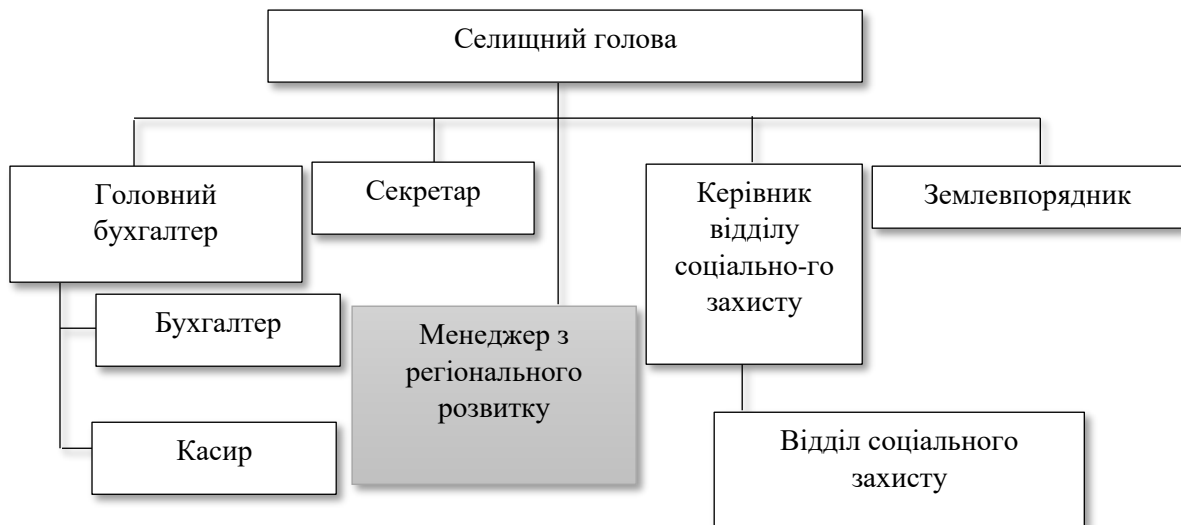 Селищний голова
Головний
бухгалтер
Секретар
Керівник
відділу
соціально-го
захисту
Землевпорядник
Бухгалтер
Менеджер з
регіонального
розвитку
Касир
Відділ соціального
захисту